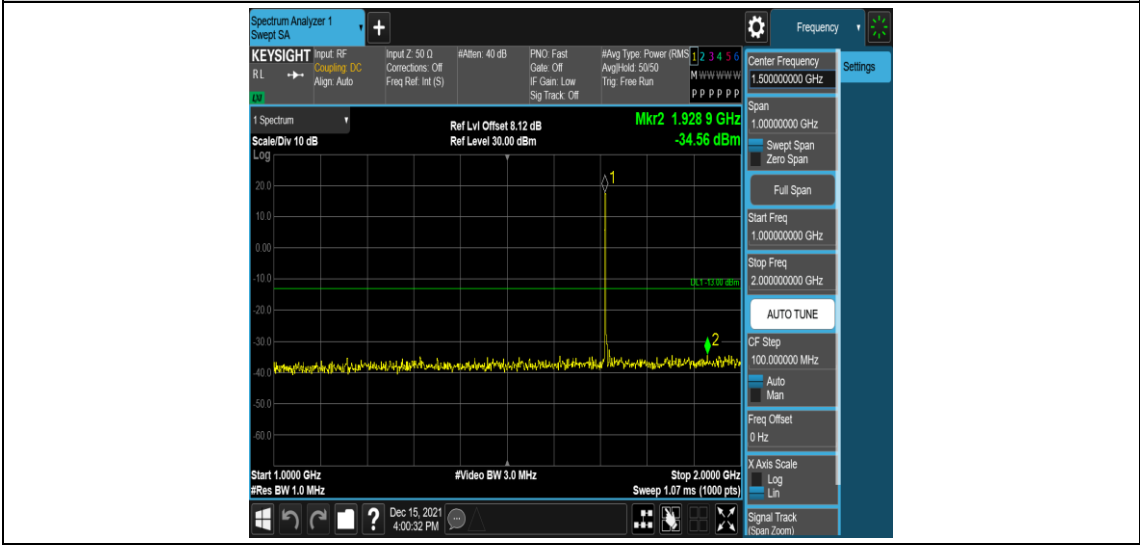 Spectrum Analyzer 1
Swept SA
+
Frequency
KEYSIGHT
R L
LM
Input: RF
Coupling: DC
Align: Auto
Input Z: 50 Ω
Corrections: Off
Freq Ref: Int (S)
#Atten: 40 dB
PNO: Fast
Gate: Off
IF Gain: Low
Sig Track: Off
#Avg Type: Power (RMS
Avg|Hold: 50/50
Trig: Free Run
1 2 3 4 5 6
M W W W W W
P P P P P P
1 Spectrum
Scale/Div 10 dB
Log
Ref Lvl Offset 8.12 dB
Ref Level 30.00 dBm
Mkr2 1.928 9 GHz
-34.56 dBm
1
20.0
10.0
0.00
-10.0
DL1 -13.00 dBm
-20.0
-30.0
2
-40.0
-50.0
-60.0
Start 1.0000 GHz
#Video BW 3.0 MHz
Stop 2.0000 GHz
#Res BW 1.0 MHz
Sweep 1.07 ms (1000 pts)
?
Dec 15, 2021
4:00:32 PM
Center Frequency
1.500000000 GHz
Settings
Span
1.00000000 GHz
Swept Span
Zero Span
Full Span
Start Freq
1.000000000 GHz
Stop Freq
2.000000000 GHz
AUTO TUNE
CF Step
100.000000 MHz
Auto
Man
Freq Offset
0 Hz
X Axis Scale
Log
Lin
Signal Track
(Span Zoom)